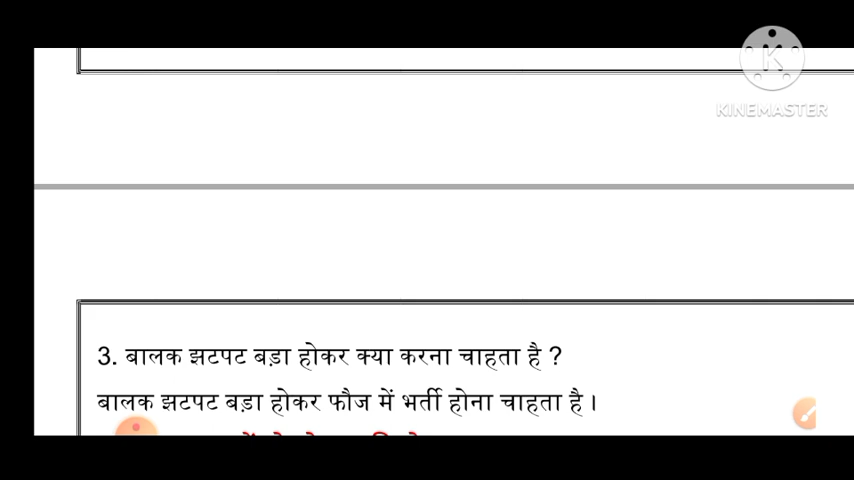 KINEMASTER
3. बालक झटपट बड़ा होकर क्या करना चाहता है ?
बालक झटपट बड़ा होकर फौज में भर्ती होना चाहता है ।